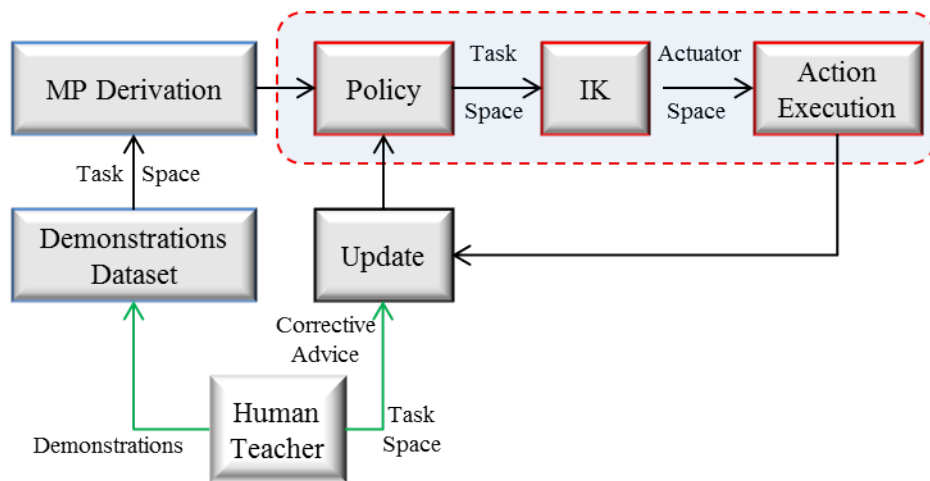 MP Derivation
Policy
Task
Space
IK
Actuator
Space
Action
Execution
Task Space
Demonstrations
Dataset
Update
Corrective
Advice
Human
Teacher
Demonstrations
Task
Space